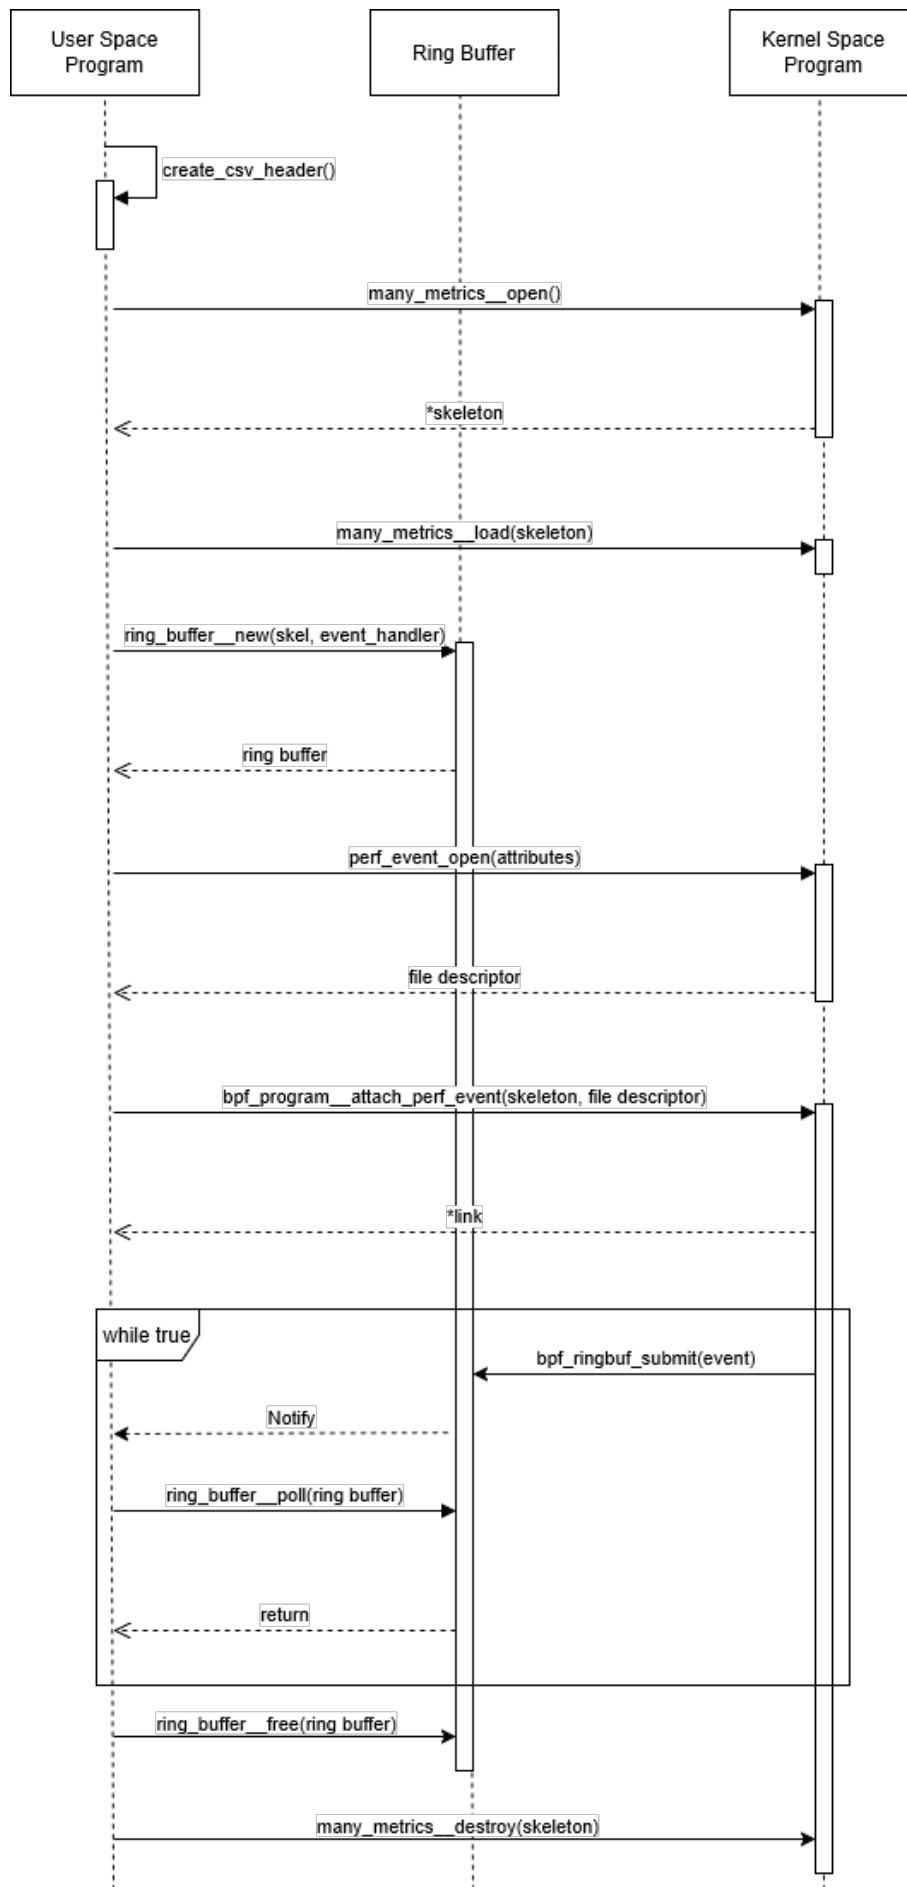 User Space
Program
Ring Buffer
Kernel Space
Program
create_csv_header()
many_metrics__open()
*skeleton
many_metrics__load(skeleton)
ring_buffer__new(skel, event_handler)
ring buffer
perf_event_open(attributes)
file descriptor
bpf_program__attach_perf_event(skeleton, file descriptor)
*link
while true
bpf_ringbuf_submit(event)
Notify
ring_buffer__poll(ring buffer)
return
ring_buffer__free(ring buffer)
many_metrics__destroy(skeleton)